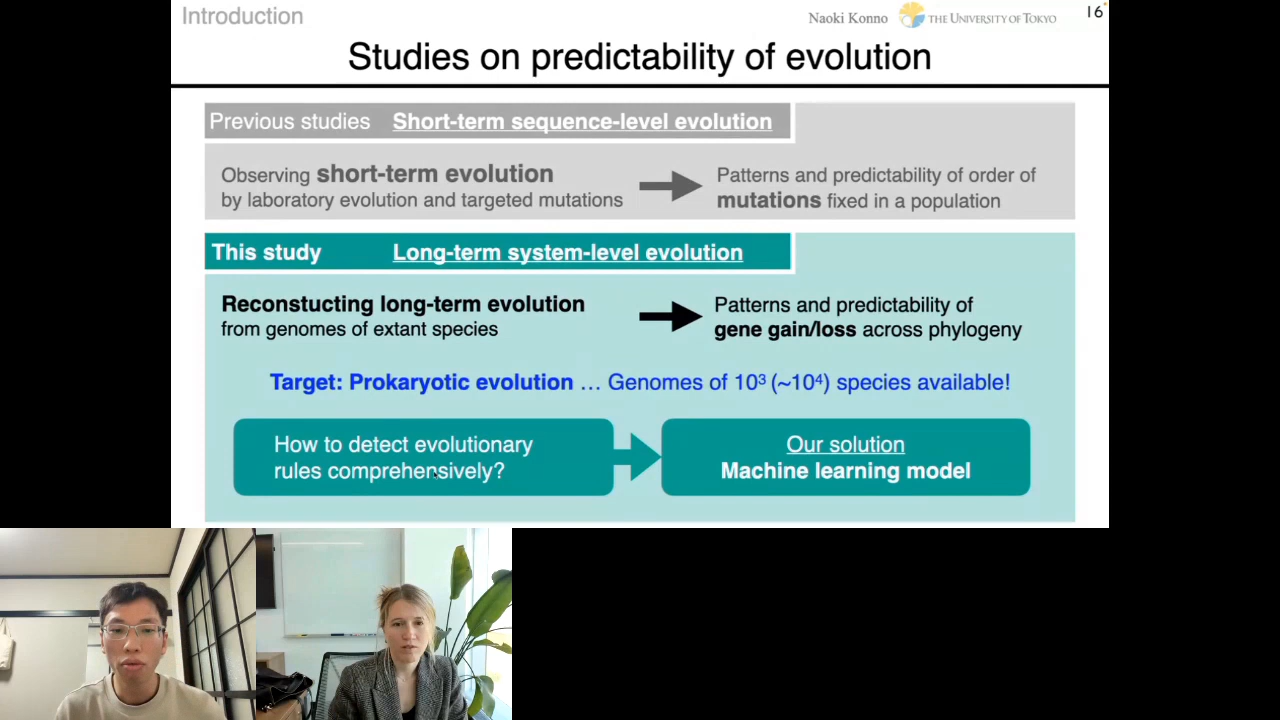 Introduction
Naoki Konno THE UNIVERSITY OF TOKYO 16
Studies on predictability of evolution
Previous studies Short-term sequence-level evolution
Observing short-term evolution
by laboratory evolution and targeted mutations
Patterns and predictability of order of
mutations fixed in a population
This study Long-term system-level evolution
Reconstucting long-term evolution
from genomes of extant species
Patterns and predictability of
gene gain/loss across phylogeny
Target: Prokaryotic evolution … Genomes of 10³ (~10⁴) species available!
How to detect evolutionary
rules comprehensively?
Our solution
Machine learning model